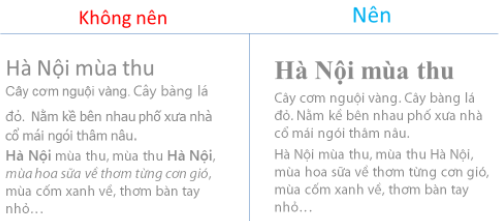 Không nên
Nên
Hà Nội mùa thu
Cây cơm nguội vàng. Cây bàng lá
đỏ. Nằm kề bên nhau phố xưa nhà
cổ mái ngói thâm nâu.
Hà Nội mùa thu, mùa thu Hà Nội,
mùa hoa sữa về thơm từng cơn gió,
mùa cốm xanh về, thơm bàn tay
nhỏ…
Hà Nội mùa thu
Cây cơm nguội vàng. Cây bàng lá
đỏ. Nằm kề bên nhau phố xưa nhà
cổ mái ngói thâm nâu.
Hà Nội mùa thu, mùa thu Hà Nội,
mùa hoa sữa về thơm từng cơn gió,
mùa cốm xanh về, thơm bàn tay
nhỏ…